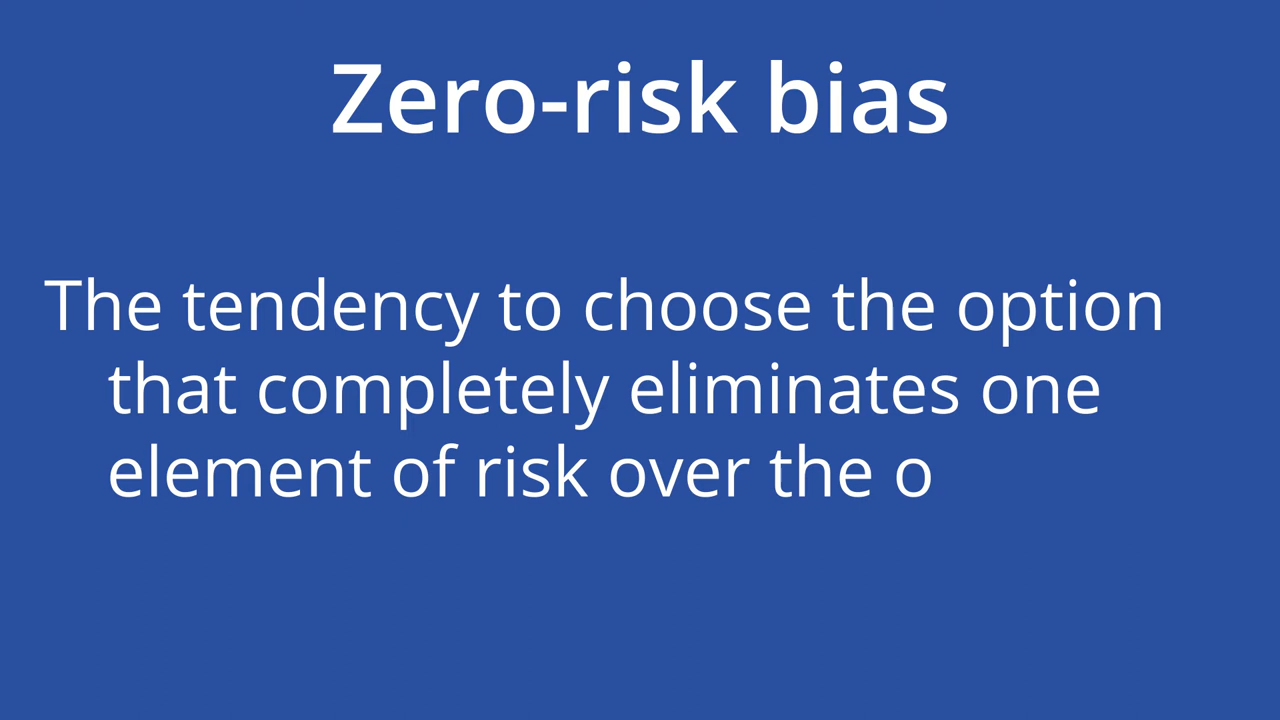 Zero-risk bias
The tendency to choose the option
that completely eliminates one
element of risk over the o